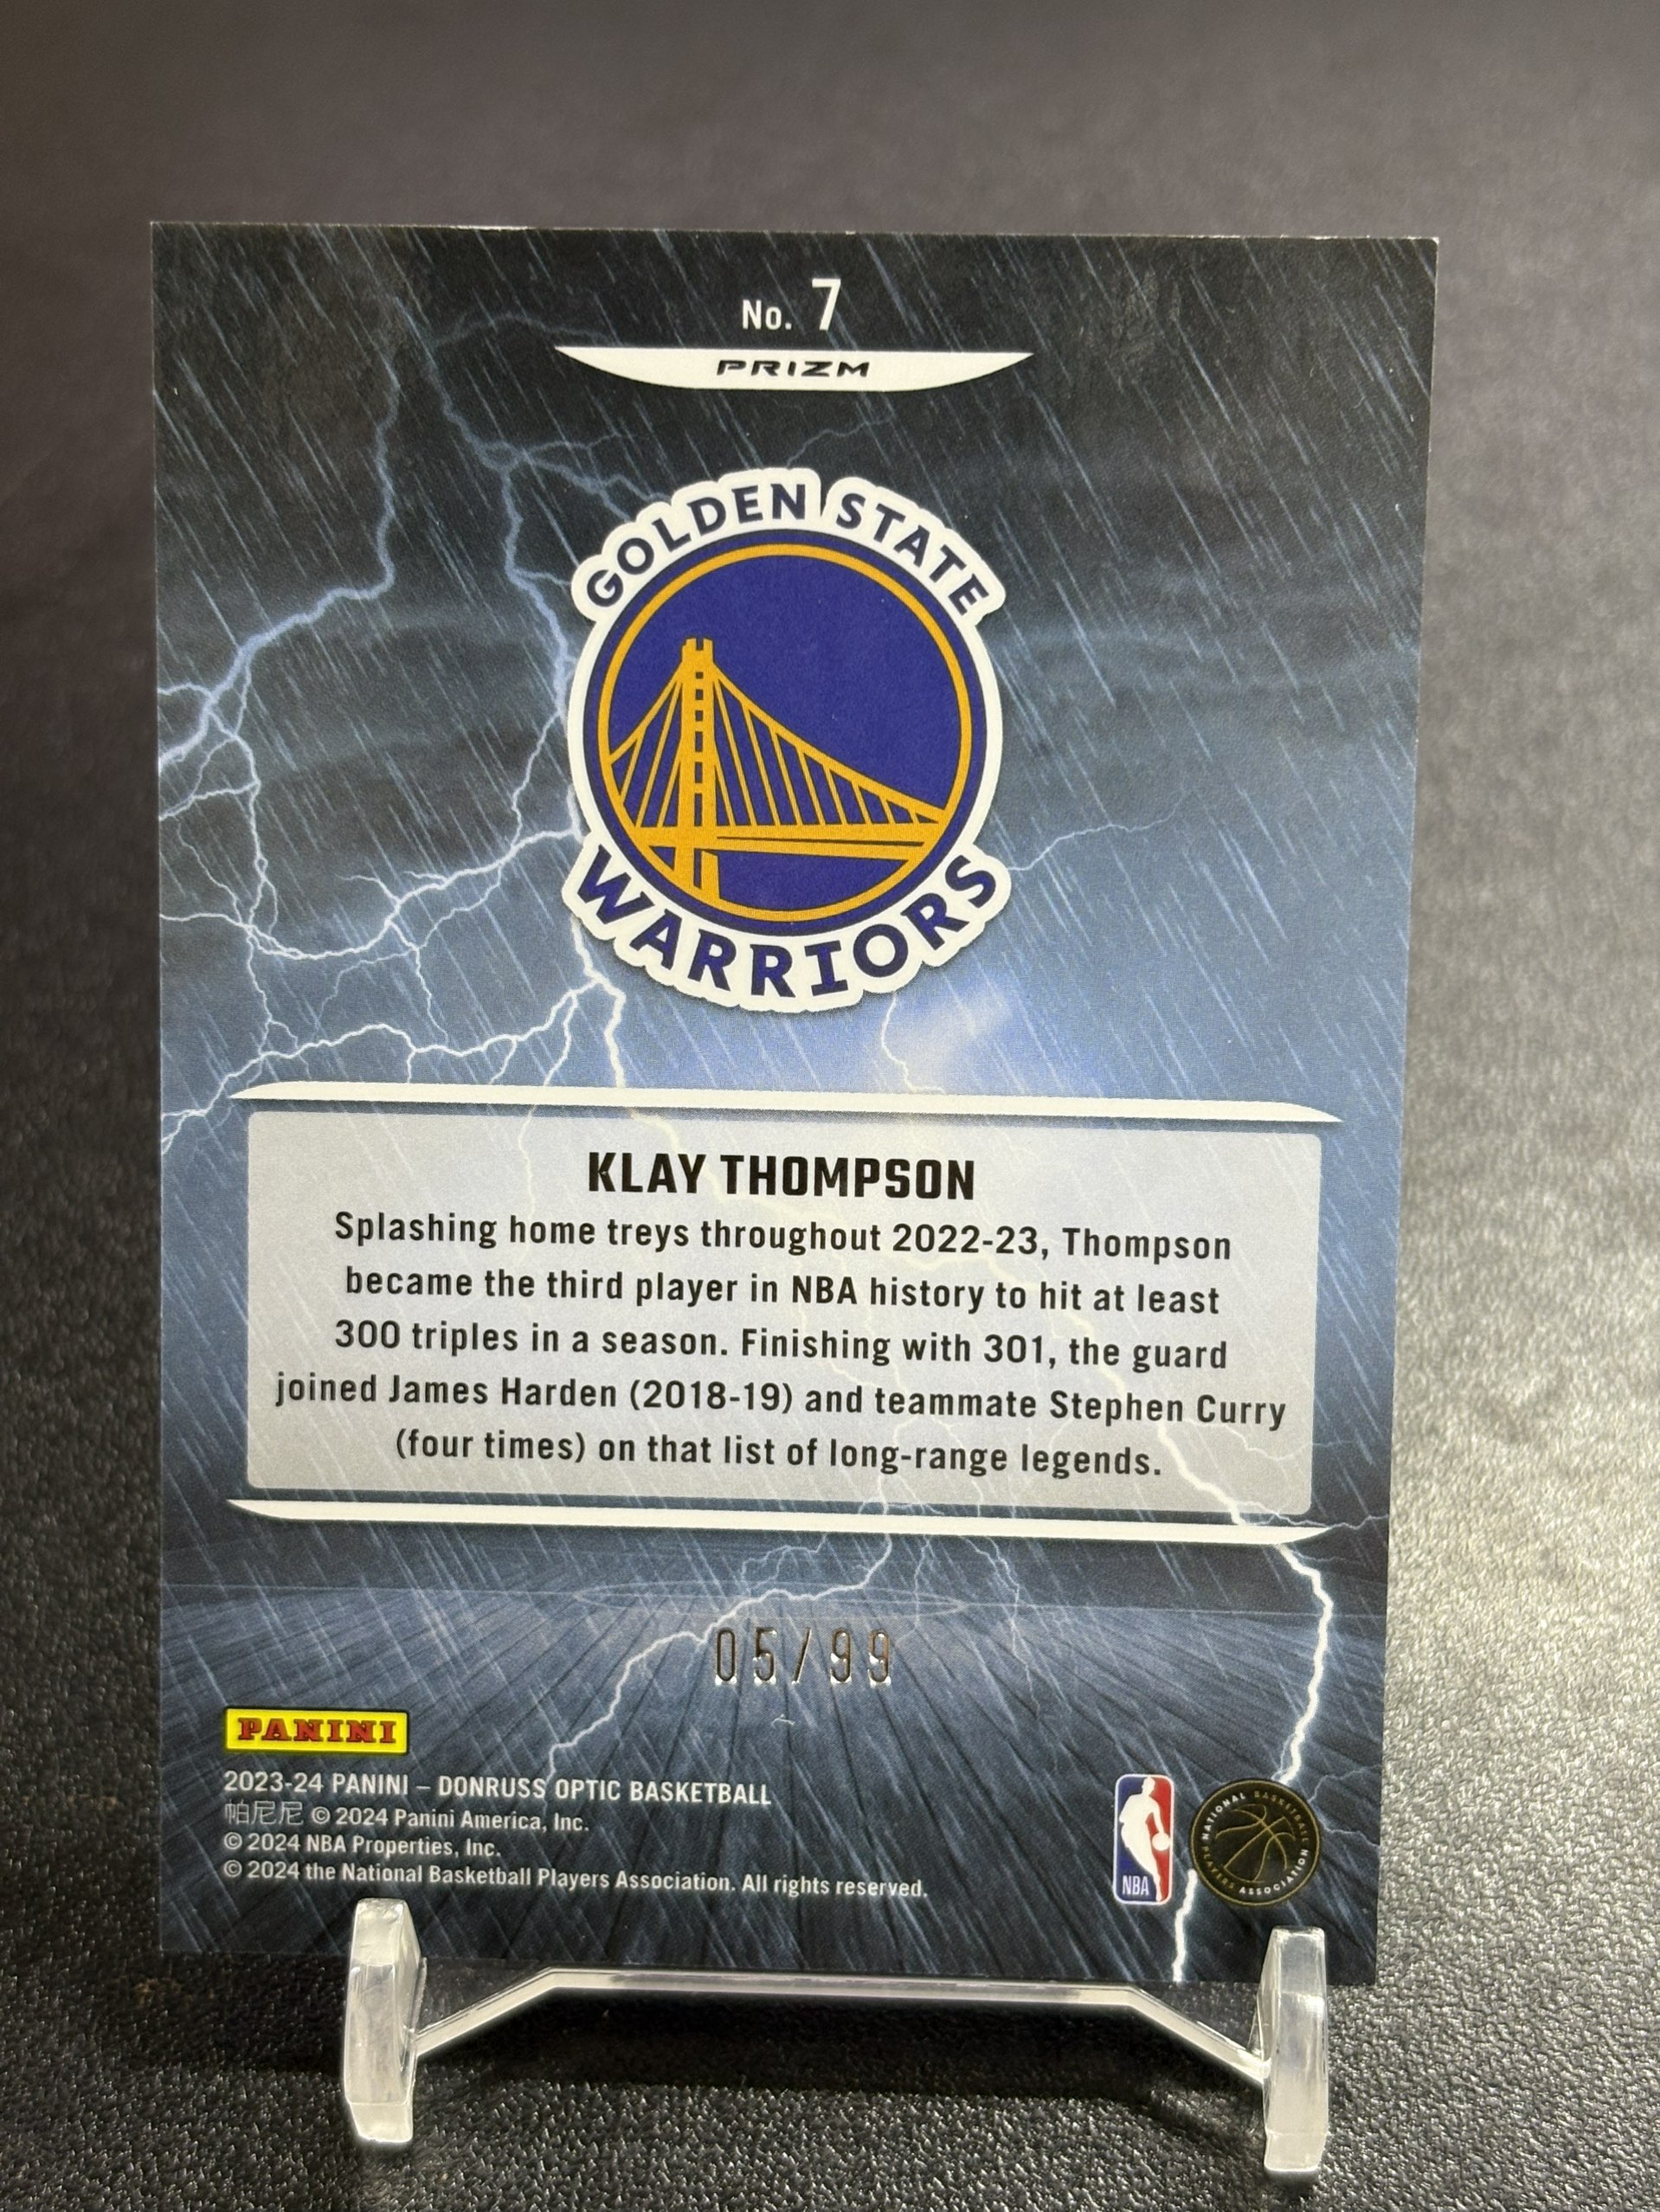 No. 7
PRIZM
GOLDEN STATE
WARRIORS
KLAY THOMPSON
Splashing home treys throughout 2022-23, Thompson
became the third player in NBA history to hit at least
300 triples in a season. Finishing with 301, the guard
joined James Harden (2018-19) and teammate Stephen Curry
(four times) on that list of long-range legends.
05/99
PANINI
2023-24 PANINI – DONRUSS OPTIC BASKETBALL
帕尼尼 © 2024 Panini America, Inc.
© 2024 NBA Properties, Inc.
© 2024 the National Basketball Players Association. All rights reserved.
NBA
NATIONAL BASKETBALL
PLAYERS ASSOCIATION